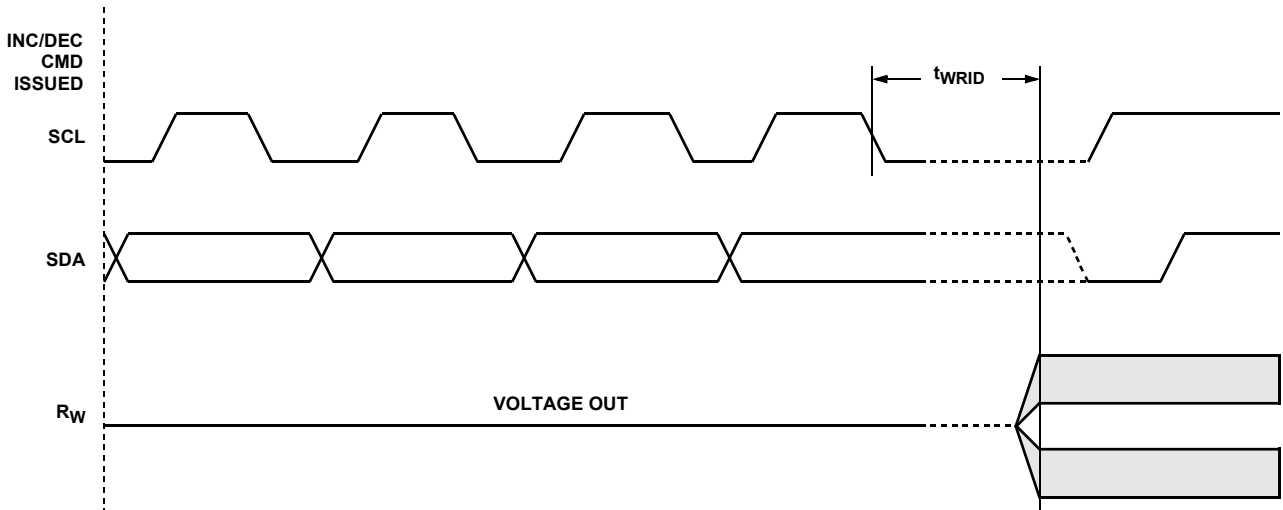 INC/DEC
CMD
ISSUED
tWRID
SCL
SDA
VOLTAGE OUT
RW